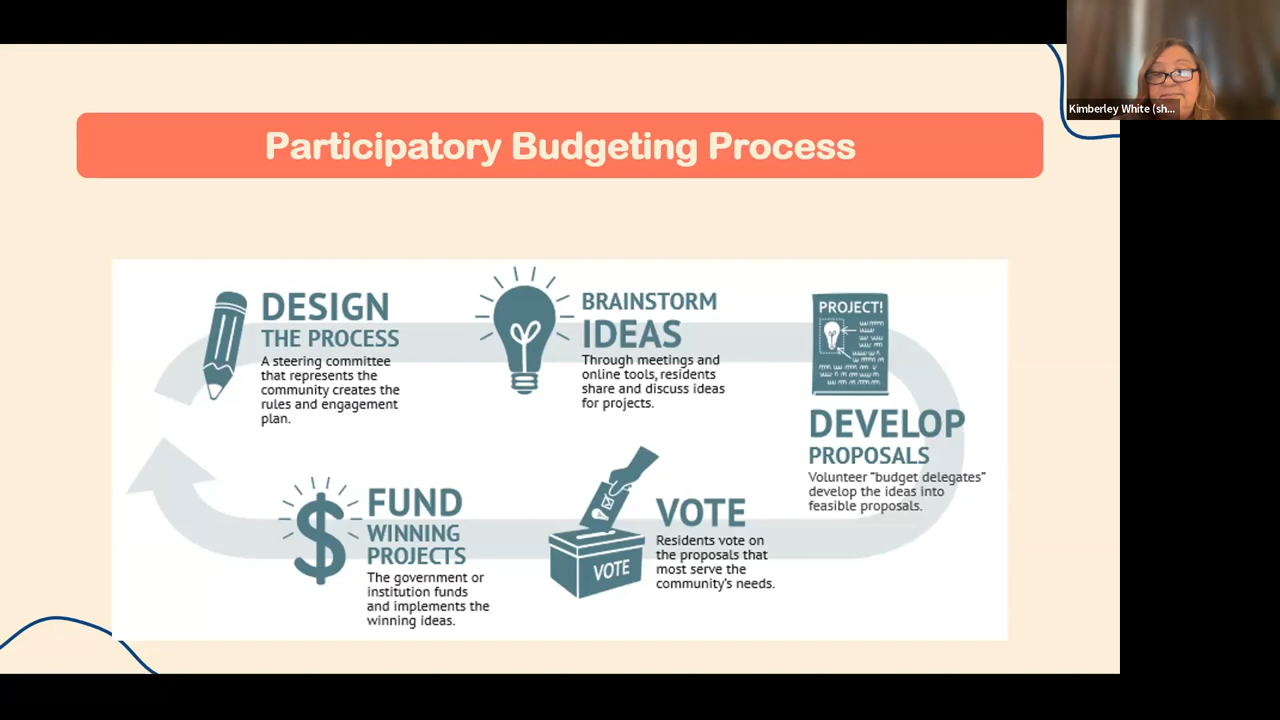 Kimberley White (sh...
Participatory Budgeting Process
DESIGN
THE PROCESS
A steering committee
that represents the
community creates the
rules and engagement
plan.
BRAINSTORM
IDEAS
Through meetings and
online tools, residents
share and discuss ideas
for projects.
PROJECT!
DEVELOP
PROPOSALS
Volunteer “budget delegates”
develop the ideas into
feasible proposals.
VOTE
VOTE
Residents vote on
the proposals that
most serve the
community’s needs.
FUND
WINNING
PROJECTS
The government or
institution funds
and implements the
winning ideas.